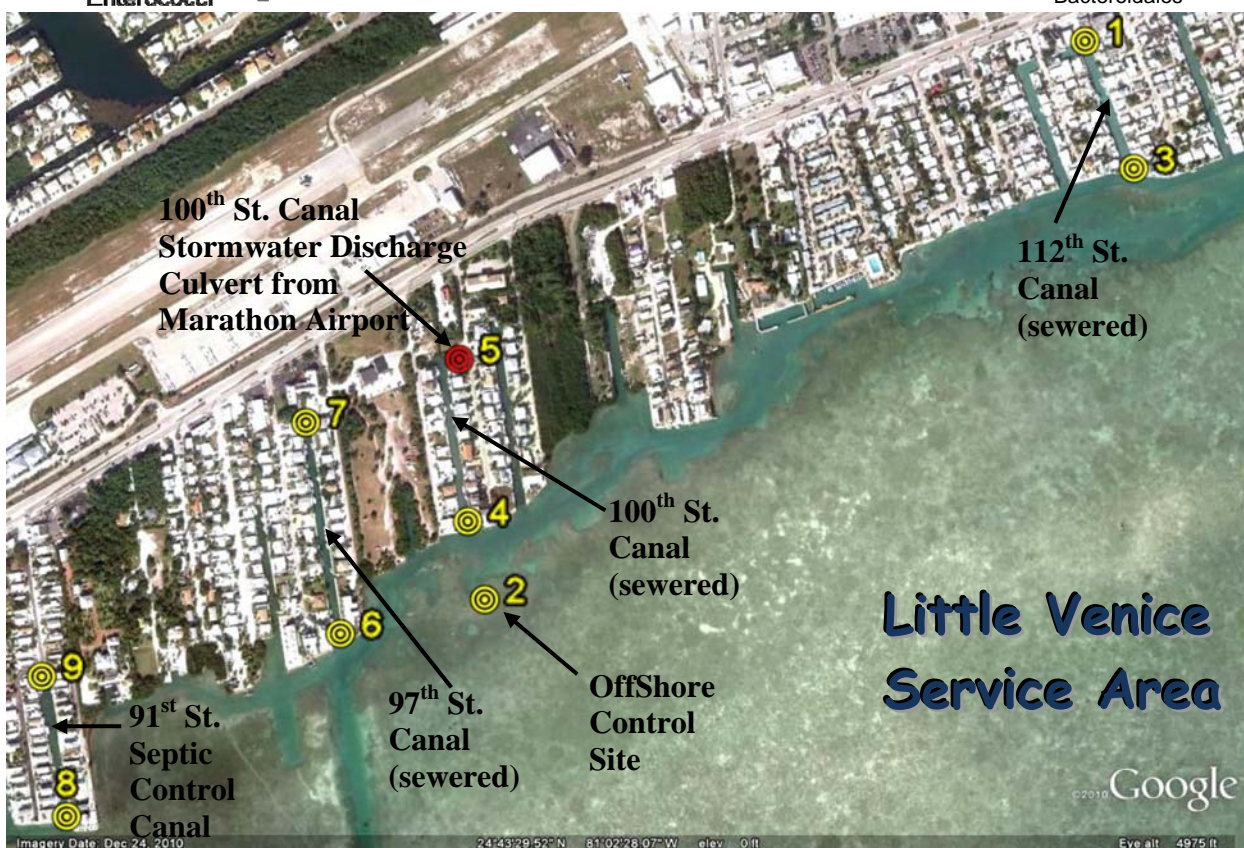 Enterococci
Bacteroidales
1
3
100th St. Canal
Stormwater Discharge
Culvert from
Marathon Airport
112th St.
Canal
(sewered)
5
7
4
100th St.
Canal
(sewered)
2
6
Little Venice
Service Area
9
OffShore
Control
Site
97th St.
Canal
(sewered)
91st St.
Septic
Control
Canal
8
©2010 Google
Imagery Date: Dec 24, 2010 24°43'29.52" N 81°02'28.07" W elev 0 ft Eye alt 4975 ft